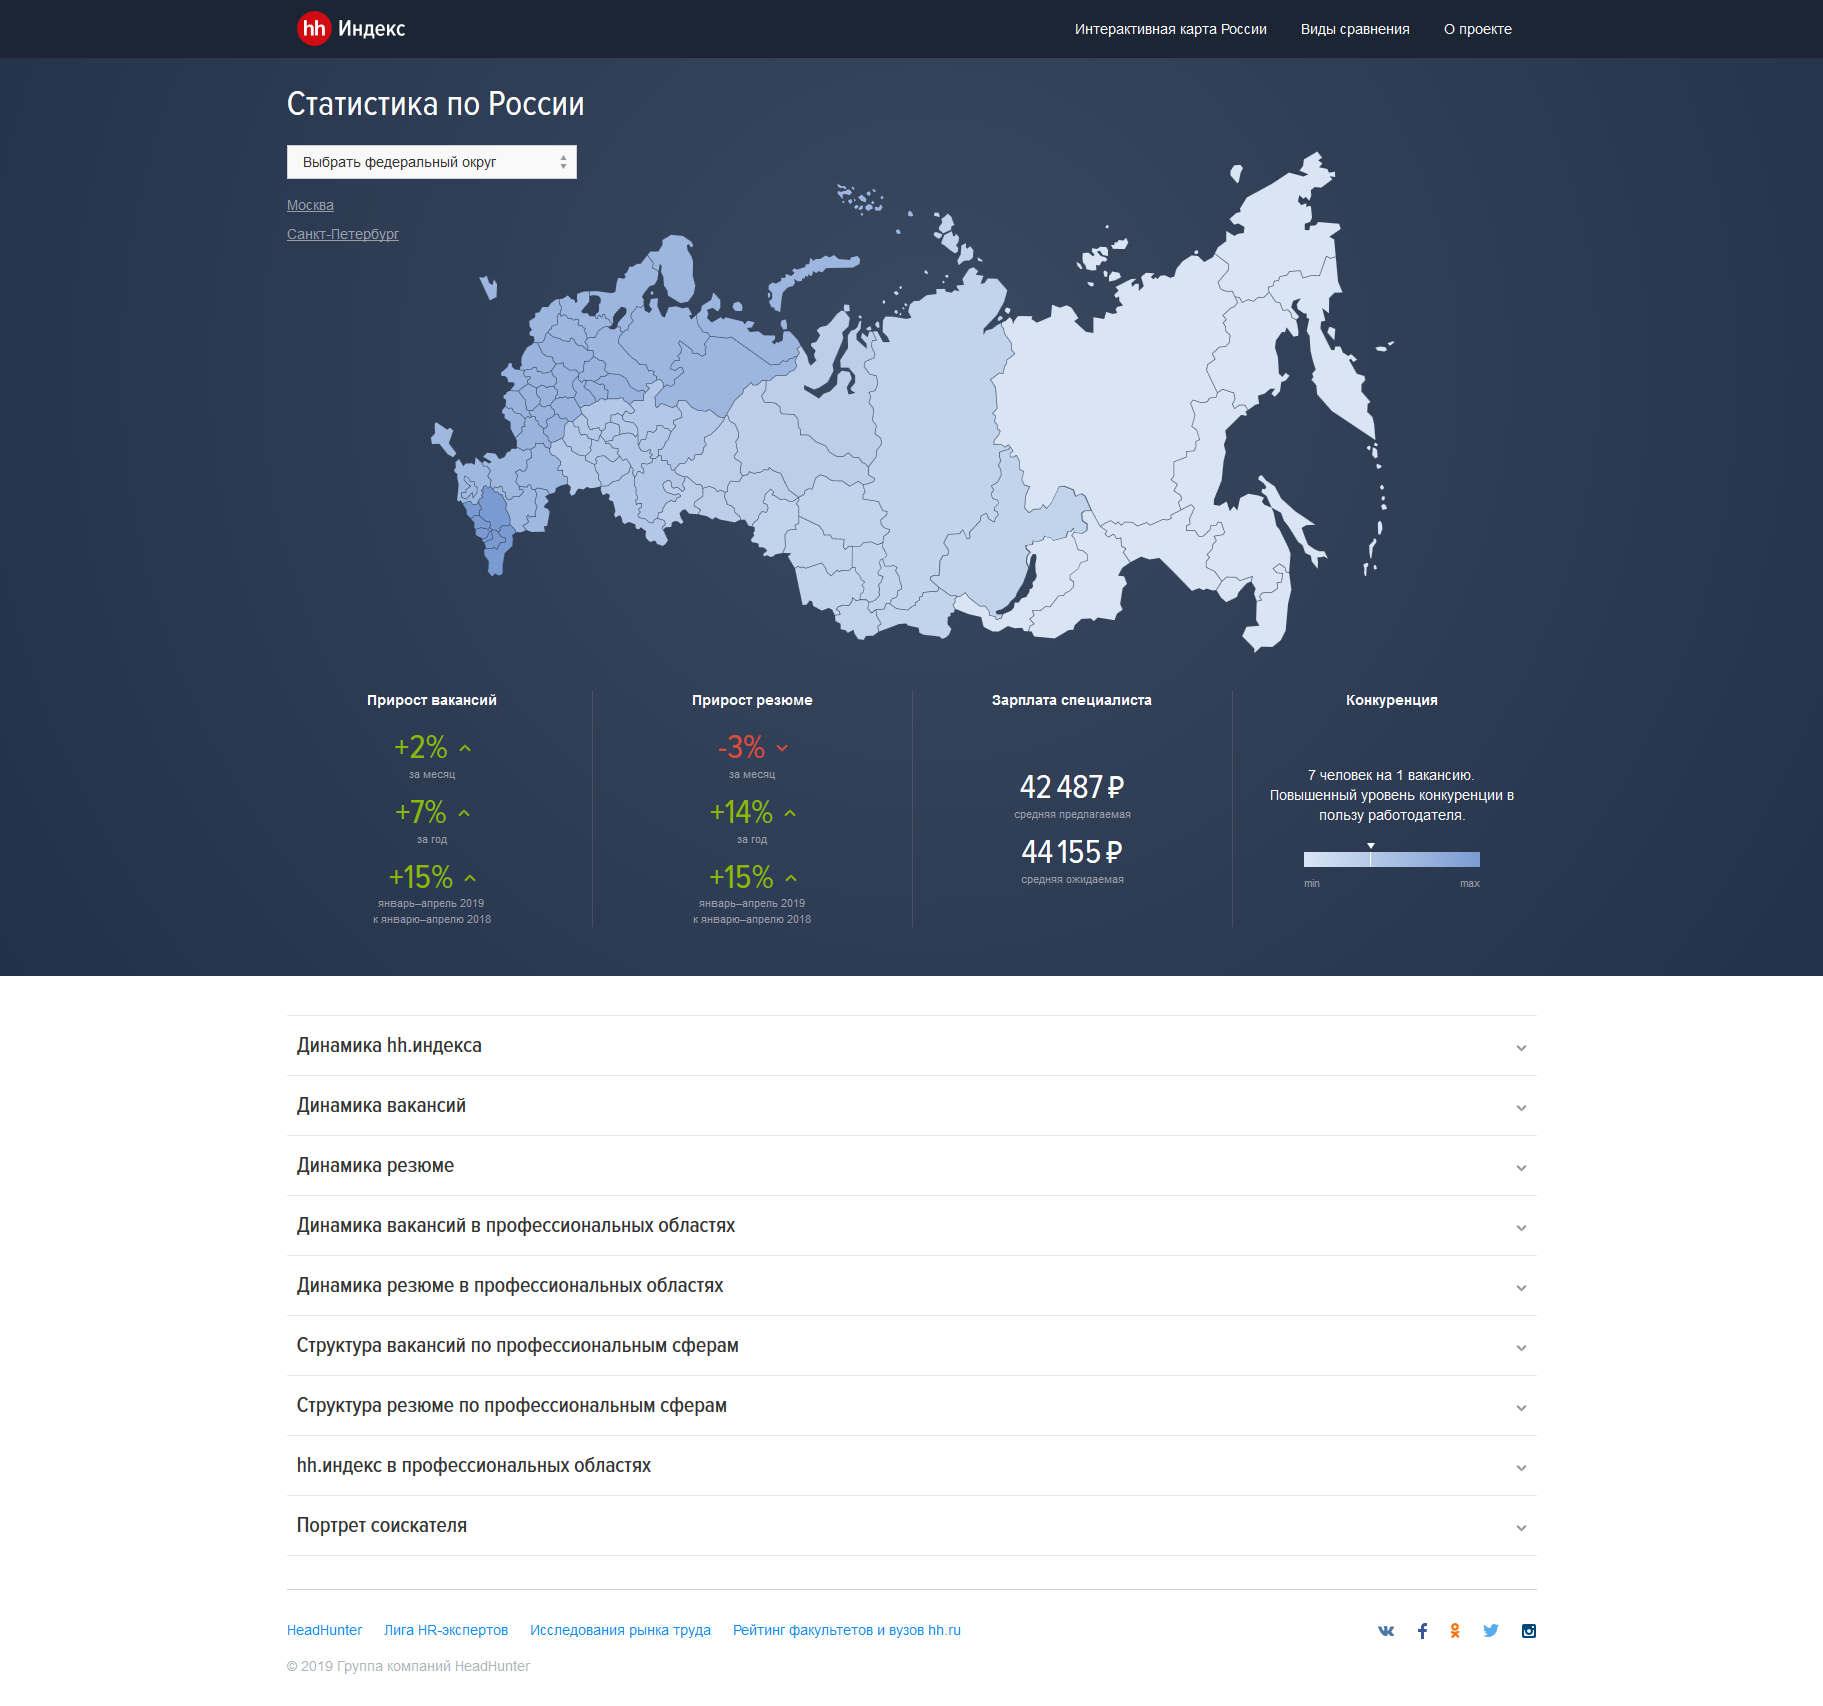 hh Индекс
Интерактивная карта России
Виды сравнения
О проекте
Статистика по России
Выбрать федеральный округ
Москва
Санкт-Петербург
Прирост вакансий
+2%
за месяц
+7%
за год
+15%
январь–апрель 2019
к январю–апрелю 2018
Прирост резюме
-3%
за месяц
+14%
за год
+15%
январь–апрель 2019
к январю–апрелю 2018
Зарплата специалиста
42 487 ₽
средняя предлагаемая
44 155 ₽
средняя ожидаемая
Конкуренция
7 человек на 1 вакансию.
Повышенный уровень конкуренции в
пользу работодателя.
min
max
Динамика hh.индекса
Динамика вакансий
Динамика резюме
Динамика вакансий в профессиональных областях
Динамика резюме в профессиональных областях
Структура вакансий по профессиональным сферам
Структура резюме по профессиональным сферам
hh.индекс в профессиональных областях
Портрет соискателя
HeadHunter
Лига HR-экспертов
Исследования рынка труда
Рейтинг факультетов и вузов hh.ru
© 2019 Группа компаний HeadHunter